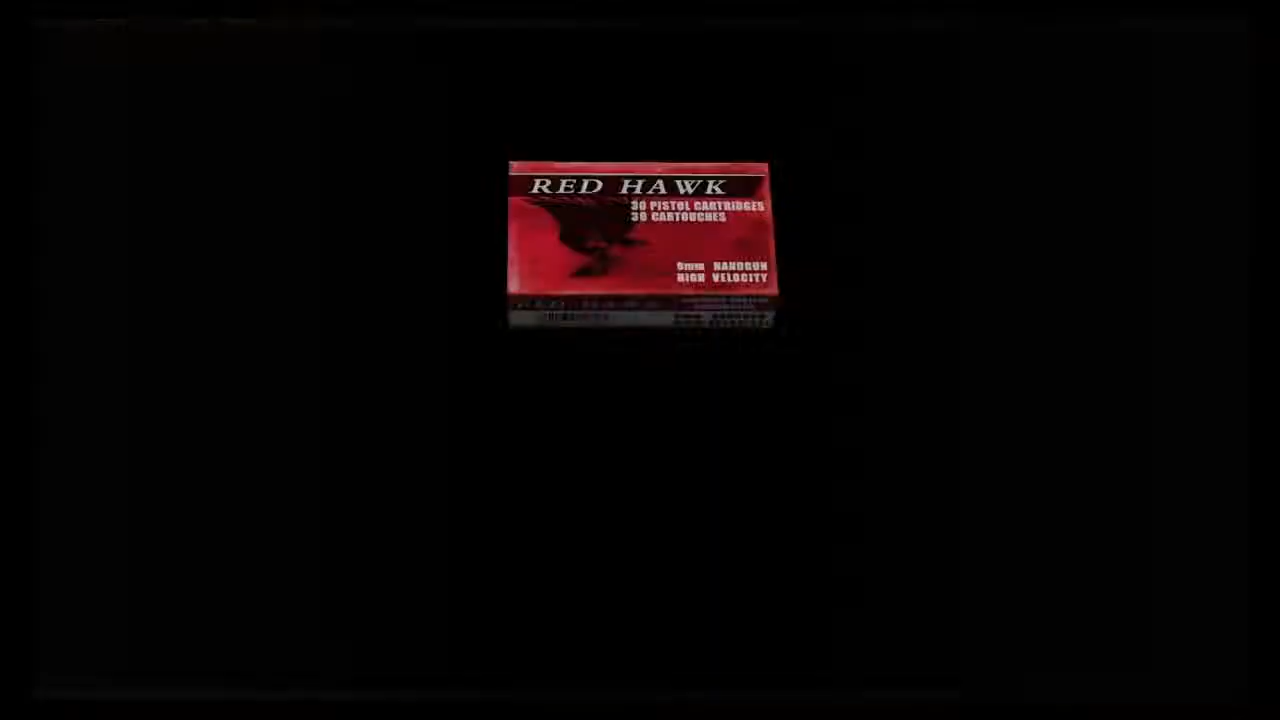 RED HAWK
30 PISTOL CARTRIDGES
30 CARTOUCHES
9mm HANDGUN
HIGH VELOCITY